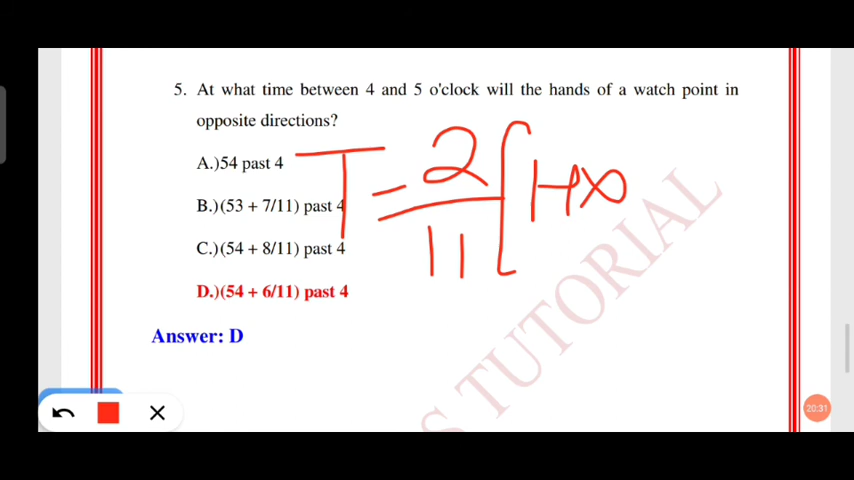 5. At what time between 4 and 5 o'clock will the hands of a watch point in
opposite directions?
A.)54 past 4
B.)(53 + 7/11) past 4
C.)(54 + 8/11) past 4
D.)(54 + 6/11) past 4
Answer: D
T = 2/11 [H×
S TUTORIAL
20:31